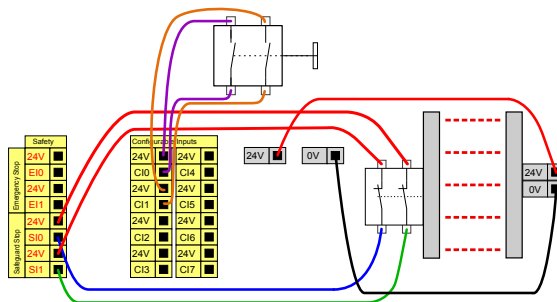 Safety
Emergency Stop
24V
EI0
24V
EI1
Safeguard Stop
24V
SI0
24V
SI1
Configurable Inputs
24V 24V
CI0 CI4
24V 24V
CI1 CI5
24V 24V
CI2 CI6
24V 24V
CI3 CI7
24V 0V
24V
0V